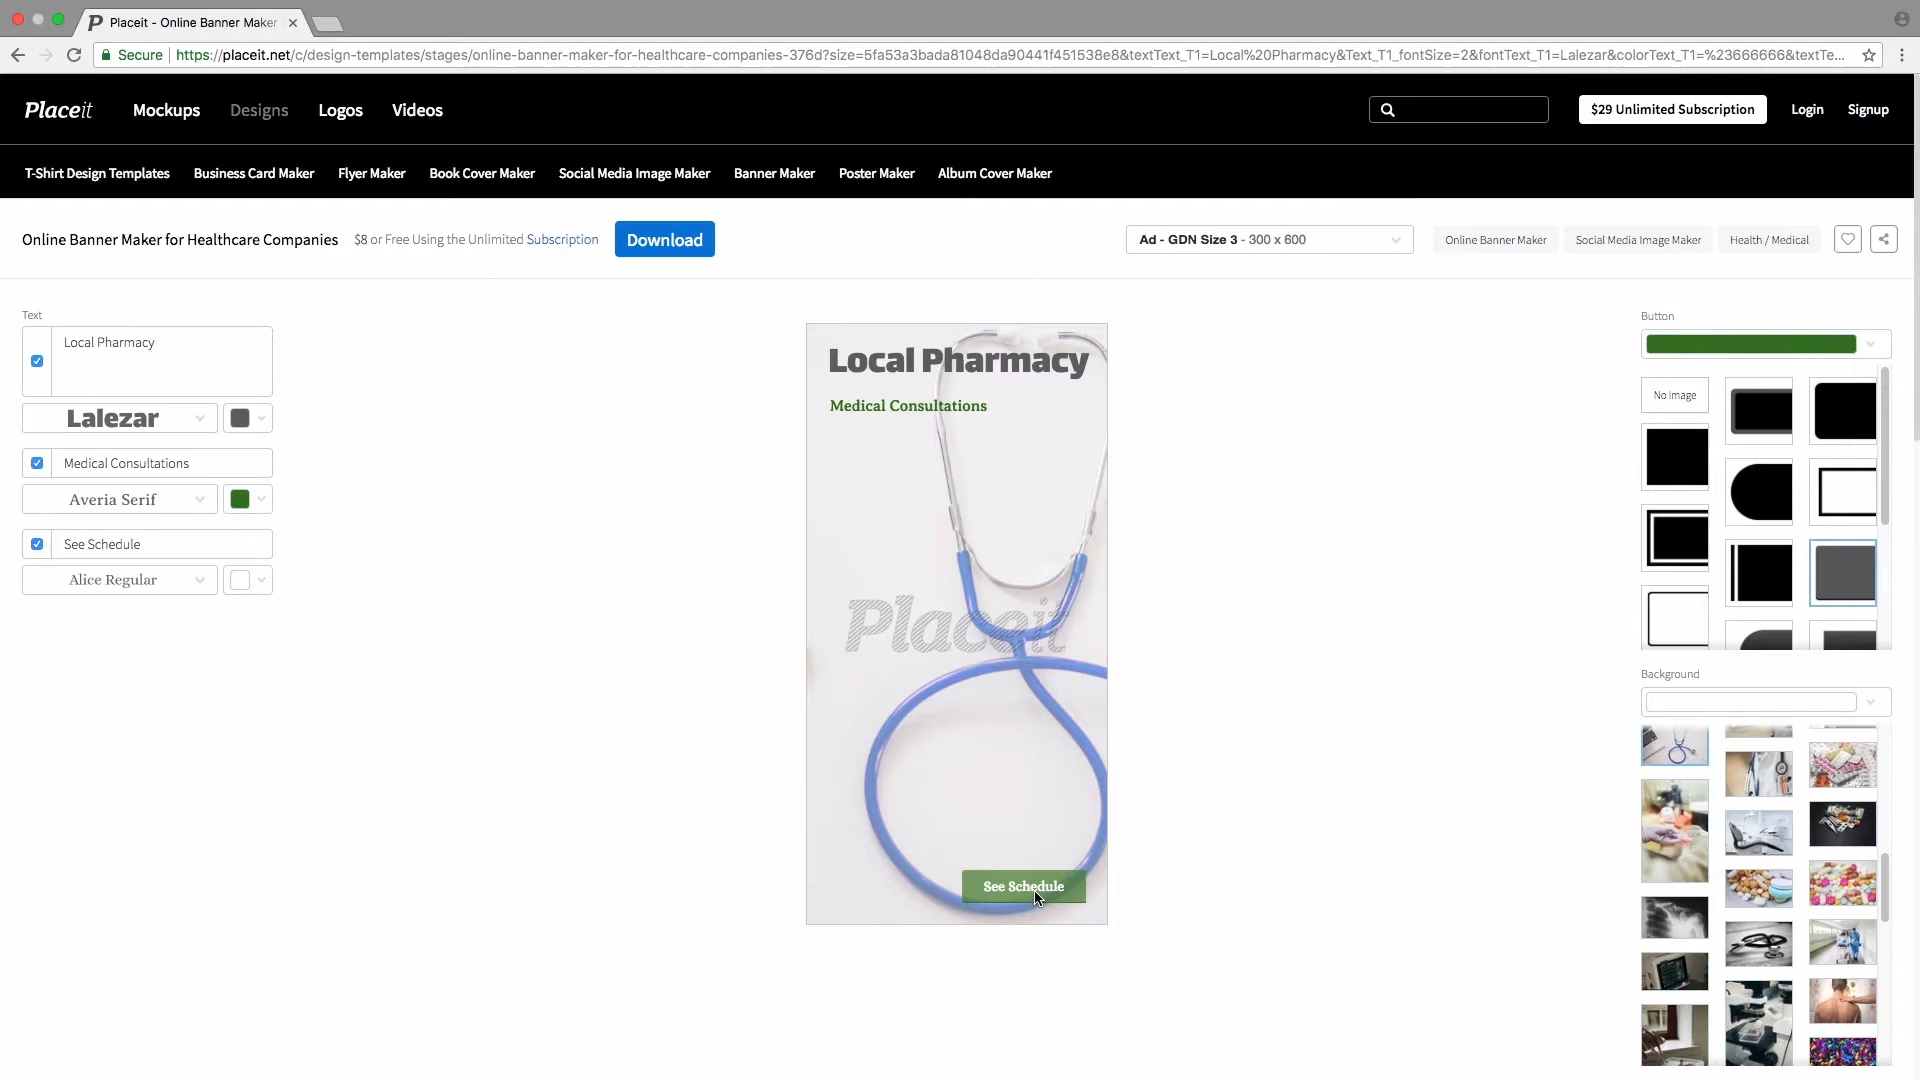 Placeit - Online Banner Maker
Secure
https://placeit.net/c/design-templates/stages/online-banner-maker-for-healthcare-companies-376d?size=5fa53a3bada81048da90441f451538e8&textText_T1=Local%20Pharmacy&Text_T1_fontSize=2&fontText_T1=Lalezar&colorText_T1=%23666666&textTe...
Placeit
Mockups
Designs
Logos
Videos
$29 Unlimited Subscription
Login
Signup
T-Shirt Design Templates
Business Card Maker
Flyer Maker
Book Cover Maker
Social Media Image Maker
Banner Maker
Poster Maker
Album Cover Maker
Online Banner Maker for Healthcare Companies
$8 or Free Using the Unlimited Subscription
Download
Ad - GDN Size 3 - 300 x 600
Online Banner Maker
Social Media Image Maker
Health / Medical
Text
Local Pharmacy
Lalezar
Medical Consultations
Averia Serif
See Schedule
Alice Regular
Local Pharmacy
Medical Consultations
Placeit
See Schedule
Button
No Image
Background